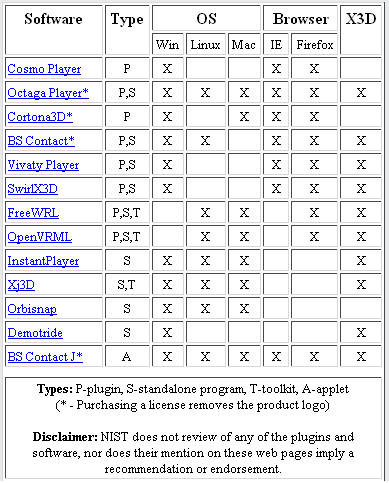 Software Type OS Browser X3D
Win Linux Mac IE Firefox
Cosmo Player P X X X
Octaga Player* P,S X X X X X X
Cortona3D* P X X X X
BS Contact* P,S X X X X X
Vivaty Player P,S X X X X
SwirlX3D P,S X X X X
FreeWRL P,S,T X X X X
OpenVRML P,S,T X X X X
InstantPlayer S X X X X
Xj3D S,T X X X X
Orbisnap S X X X
Demotride S X X
BS Contact J* A X X X X X X
Types: P-plugin, S-standalone program, T-toolkit, A-applet
(* - Purchasing a license removes the product logo)
Disclaimer: NIST does not review of any of the plugins and
software, nor does their mention on these web pages imply a
recommendation or endorsement.